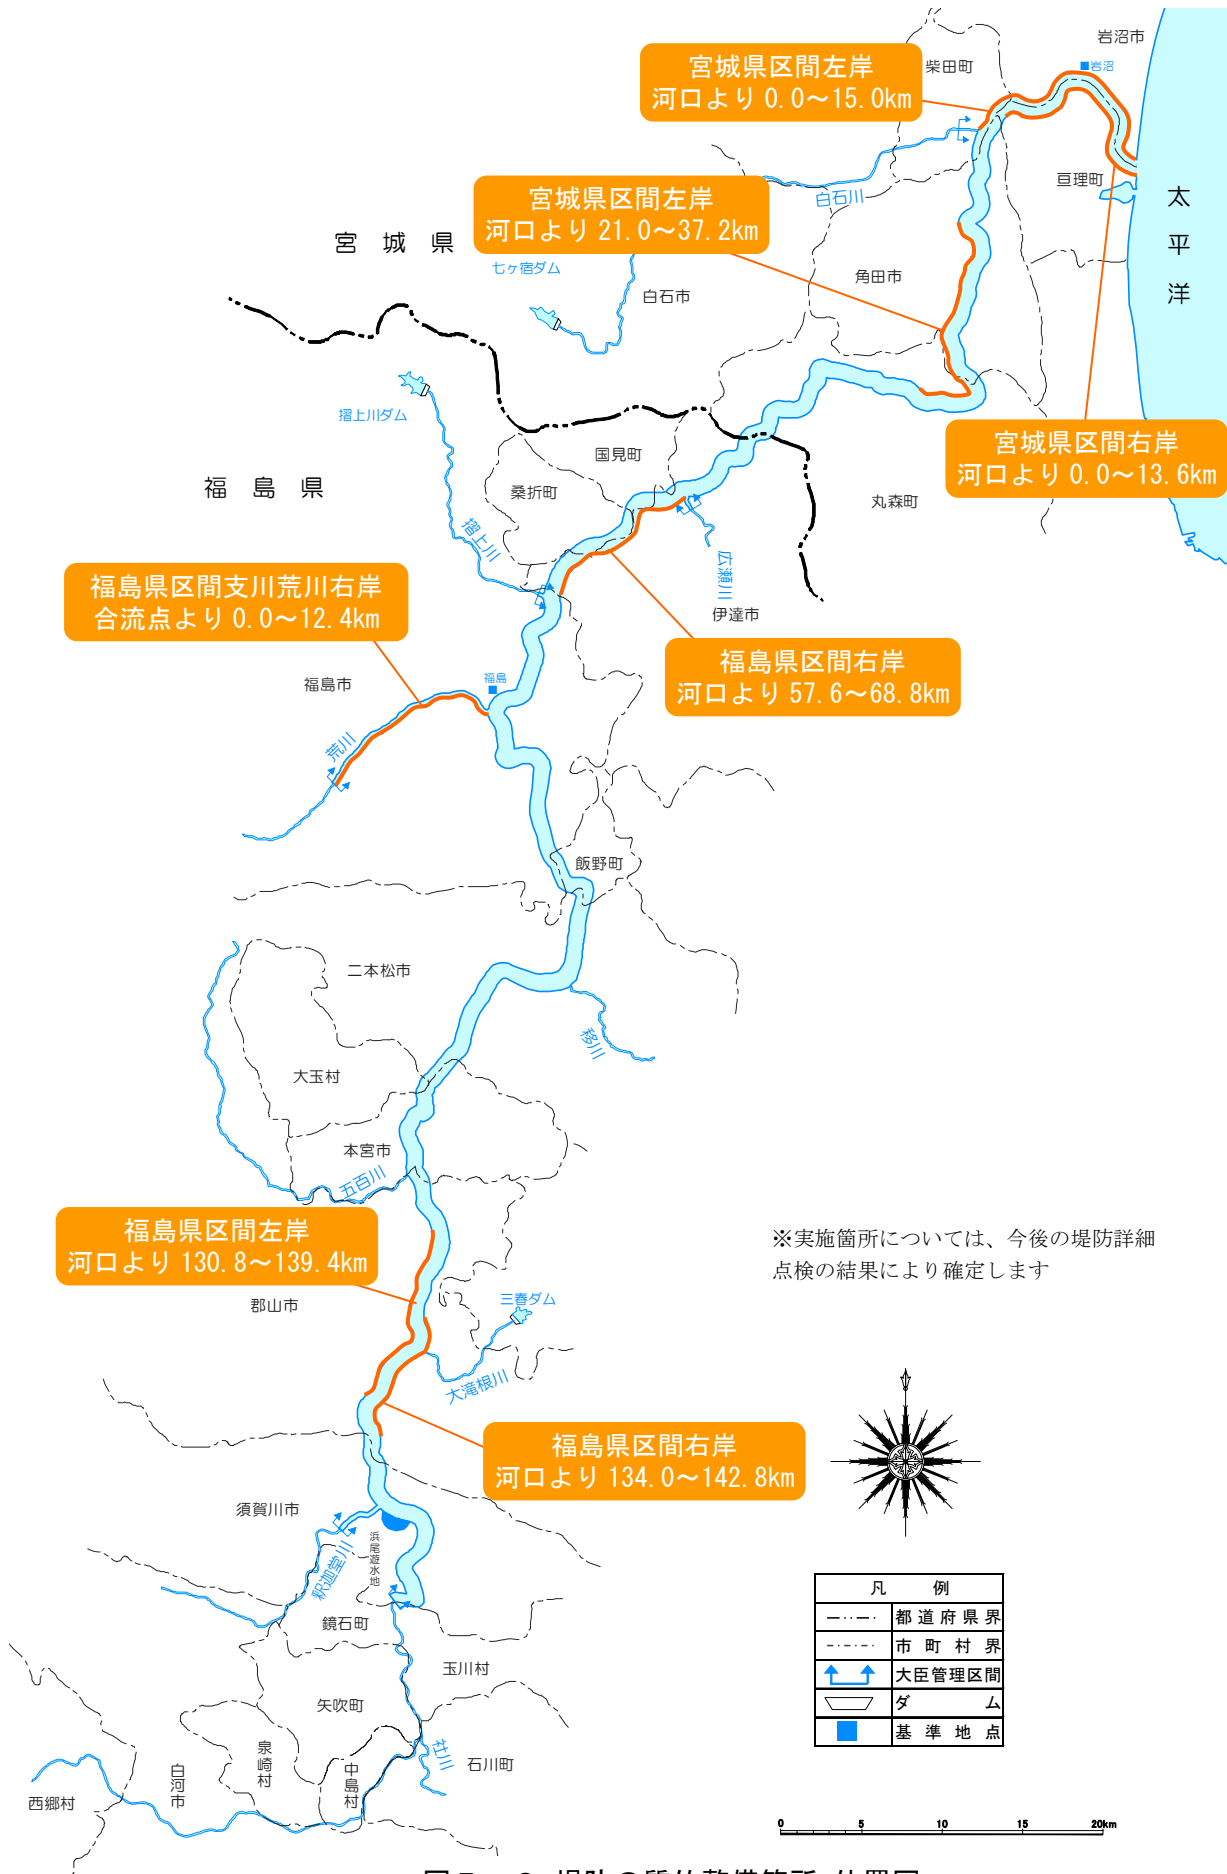 岩沼市
柴田町
■岩沼
宮城県区間左岸
河口より 0.0～15.0km
亘理町
太平洋
白石川
宮城県区間左岸
河口より 21.0～37.2km
宮城県
七ヶ宿ダム
白石市
角田市
摺上川ダム
宮城県区間右岸
河口より 0.0～13.6km
国見町
桑折町
福島県
丸森町
摺上川
広瀬川
伊達市
福島県区間支川荒川右岸
合流点より 0.0～12.4km
福島県区間右岸
河口より 57.6～68.8km
福島市
福島
荒川
飯野町
二本松市
移川
大玉村
本宮市
五百川
福島県区間左岸
河口より 130.8～139.4km
※実施箇所については、今後の堤防詳細
点検の結果により確定します
郡山市
三春ダム
大滝根川
福島県区間右岸
河口より 134.0～142.8km
須賀川市
浜尾遊水地
釈迦堂川
鏡石町
玉川村
矢吹町
泉崎村
中島村
社川
石川町
白河市
西郷村
凡 例
都道府県界
市町村界
大臣管理区間
ダム
基準地点
0 5 10 15 20km